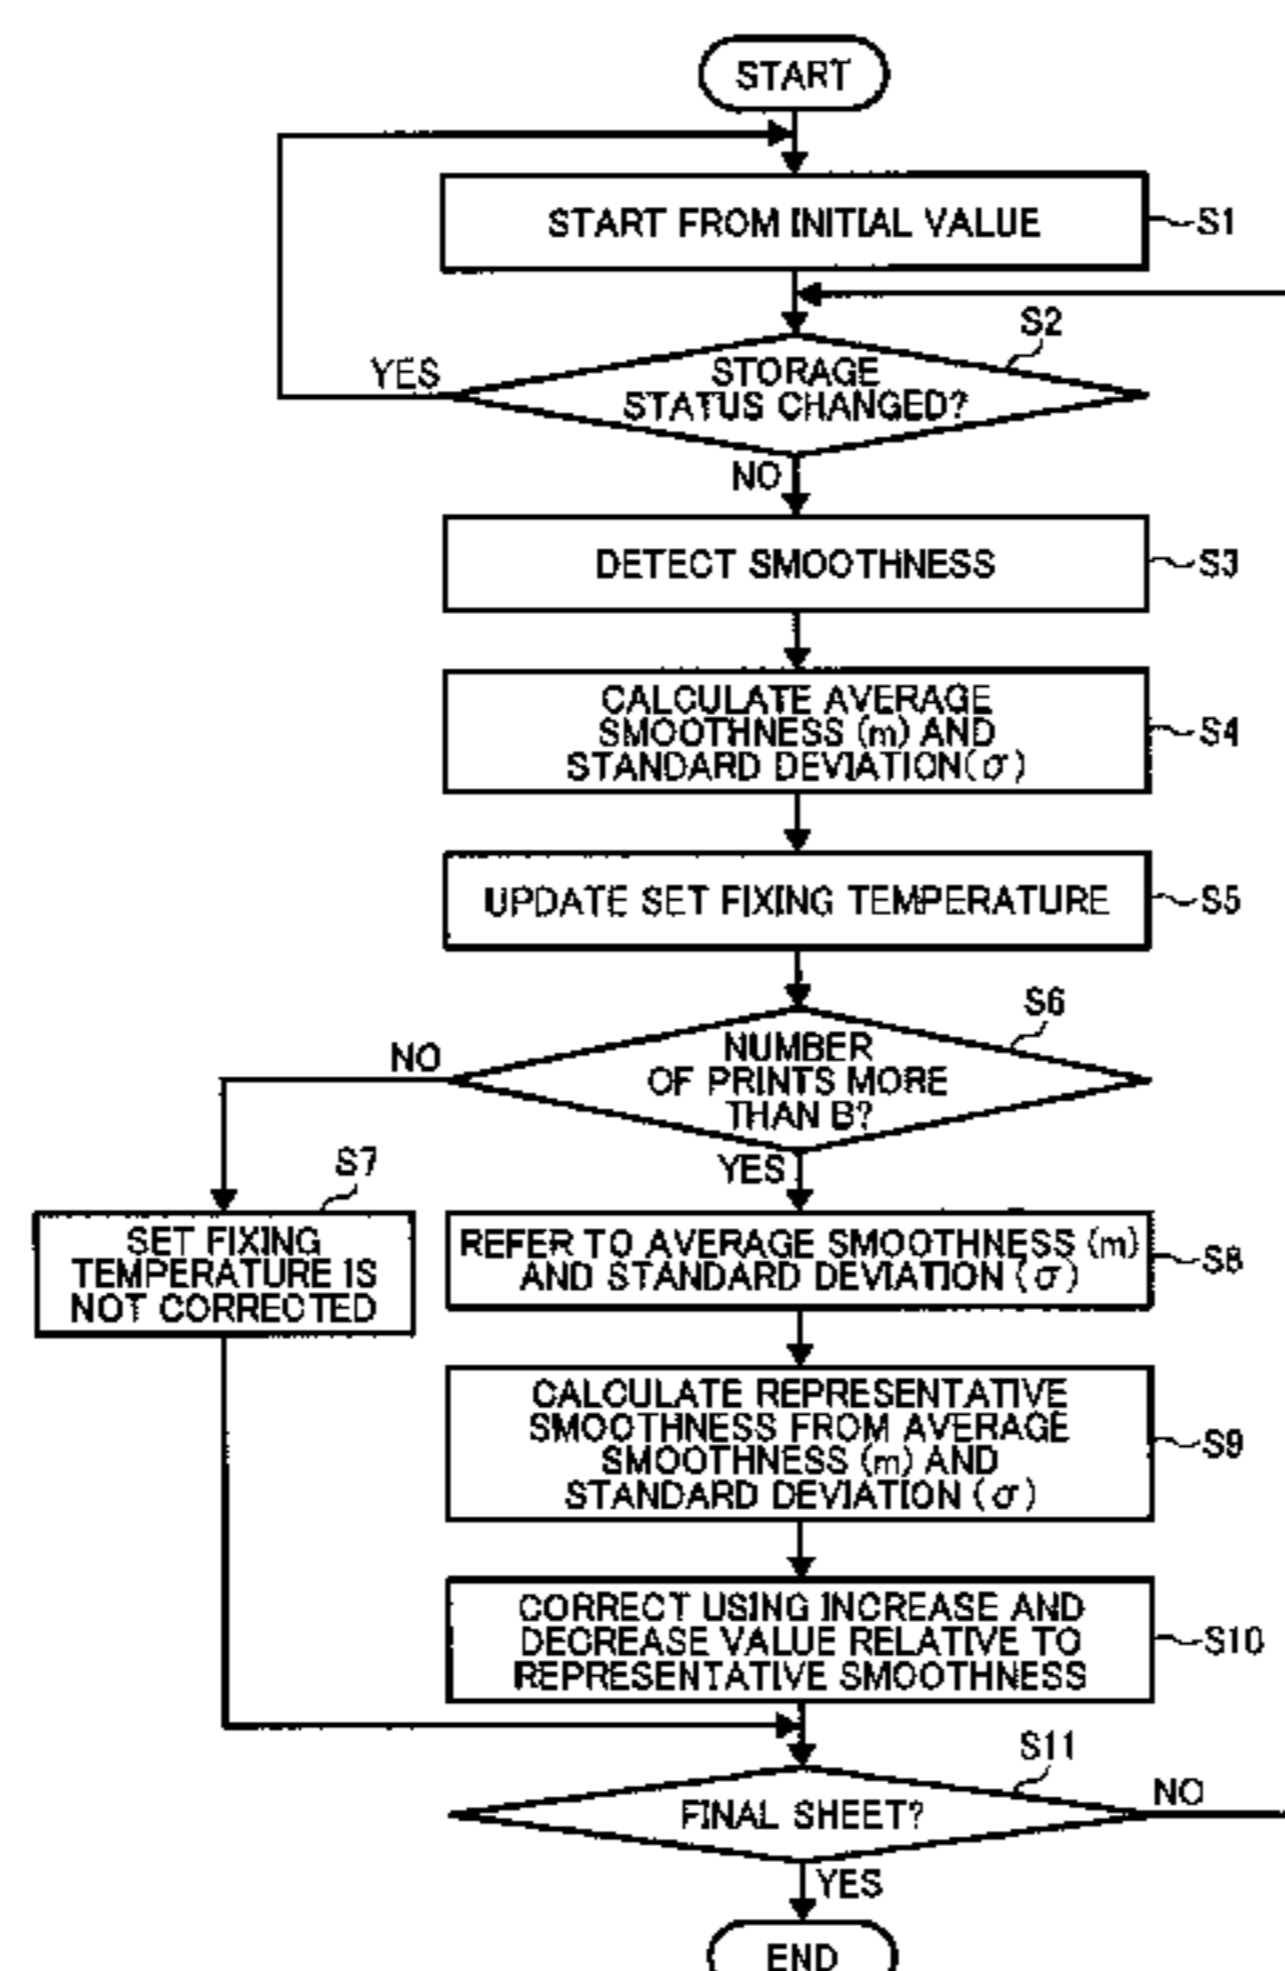 START
START FROM INITIAL VALUE
S1
S2
YES
STORAGE
STATUS CHANGED?
NO
DETECT SMOOTHNESS
S3
CALCULATE AVERAGE
SMOOTHNESS (m) AND
STANDARD DEVIATION(σ)
S4
UPDATE SET FIXING TEMPERATURE
S5
S6
NO
NUMBER
OF PRINTS MORE
THAN B?
YES
S7
SET FIXING
TEMPERATURE IS
NOT CORRECTED
REFER TO AVERAGE SMOOTHNESS (m)
AND STANDARD DEVIATION (σ)
S8
CALCULATE REPRESENTATIVE
SMOOTHNESS FROM AVERAGE
SMOOTHNESS (m) AND
STANDARD DEVIATION (σ)
S9
CORRECT USING INCREASE AND
DECREASE VALUE RELATIVE TO
REPRESENTATIVE SMOOTHNESS
S10
S11
FINAL SHEET?
NO
YES
END